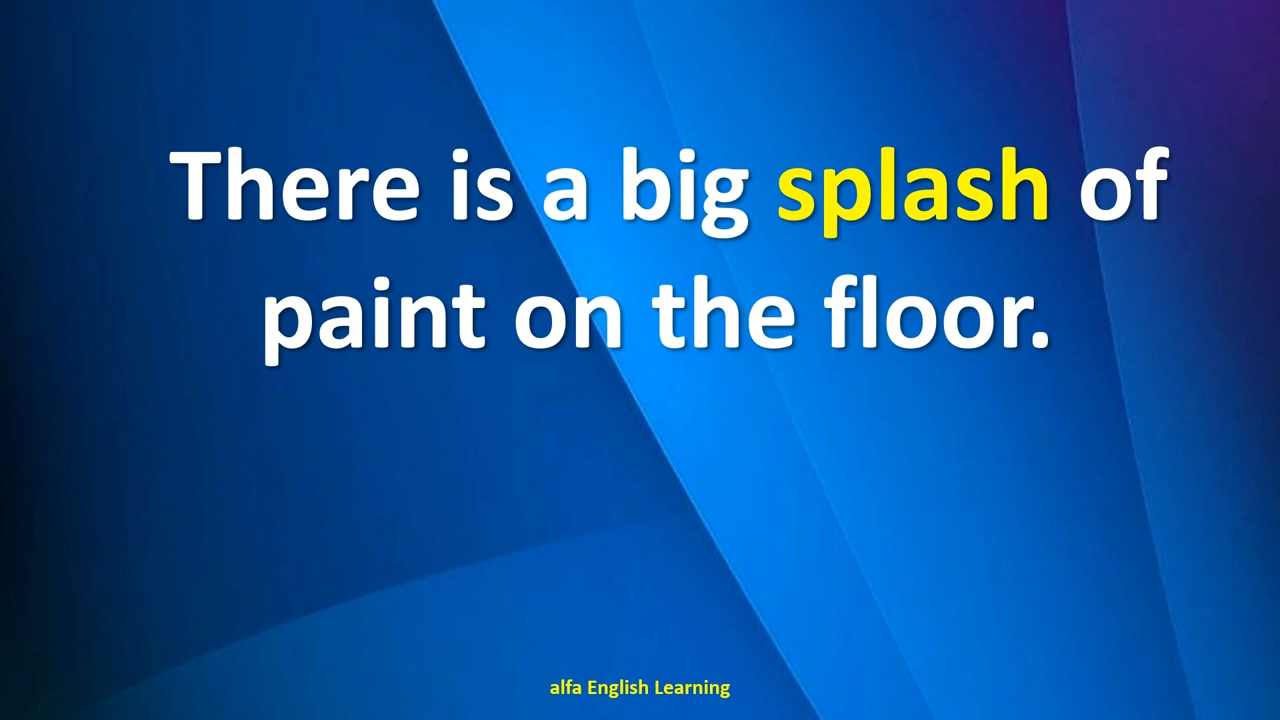 There is a big splash of
paint on the floor.
alfa English Learning